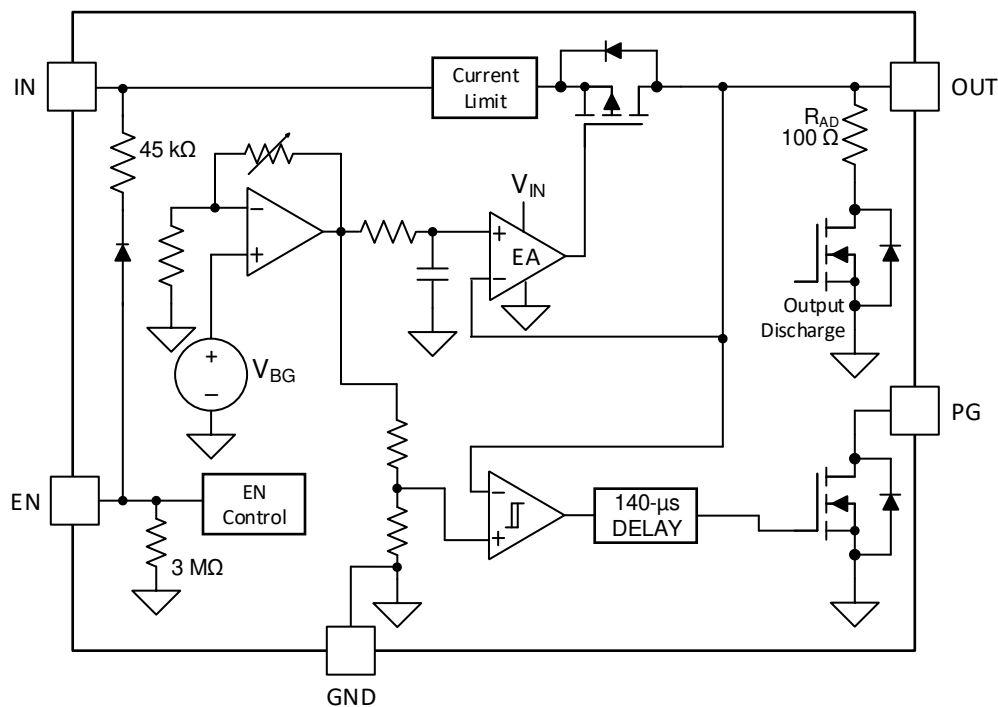 IN
Current
Limit
OUT
R_AD
100 Ω
45 kΩ
−
+
V_IN
+
EA
−
Output
Discharge
+
−
V_BG
PG
EN
EN
Control
3 MΩ
−
+
140-µs
DELAY
GND